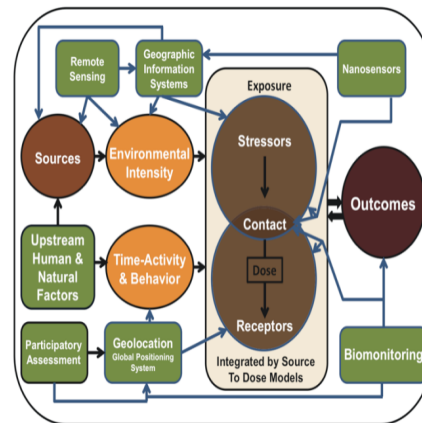 Remote
Sensing
Geographic
Information
Systems
Nanosensors
Exposure
Sources
Environmental
Intensity
Stressors
Contact
Outcomes
Upstream
Human &
Natural
Factors
Time-Activity
& Behavior
Dose
Receptors
Participatory
Assessment
Geolocation
Global Positioning
System
Integrated by Source
To Dose Models
Biomonitoring